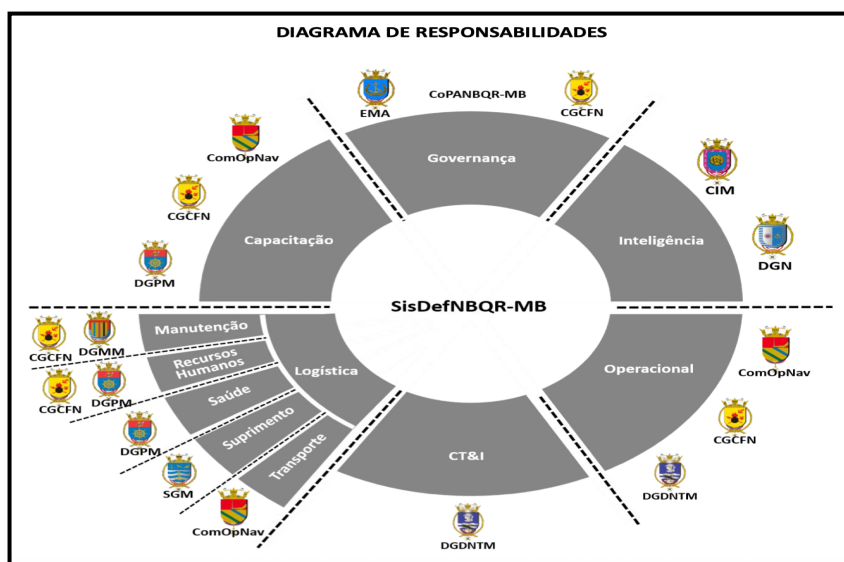 DIAGRAMA DE RESPONSABILIDADES
EMA
CoPANBQR-MB
CGCFN
Governança
ComOpNav
CGCFN
DGPM
Capacitação
CIM
DGN
Inteligência
SisDefNBQR-MB
Manutenção
CGCFN
DGMM
Recursos
Humanos
CGCFN
DGPM
Saúde
DGPM
Suprimento
SGM
Transporte
ComOpNav
Logística
CT&I
DGDNTM
Operacional
ComOpNav
CGCFN
DGDNTM